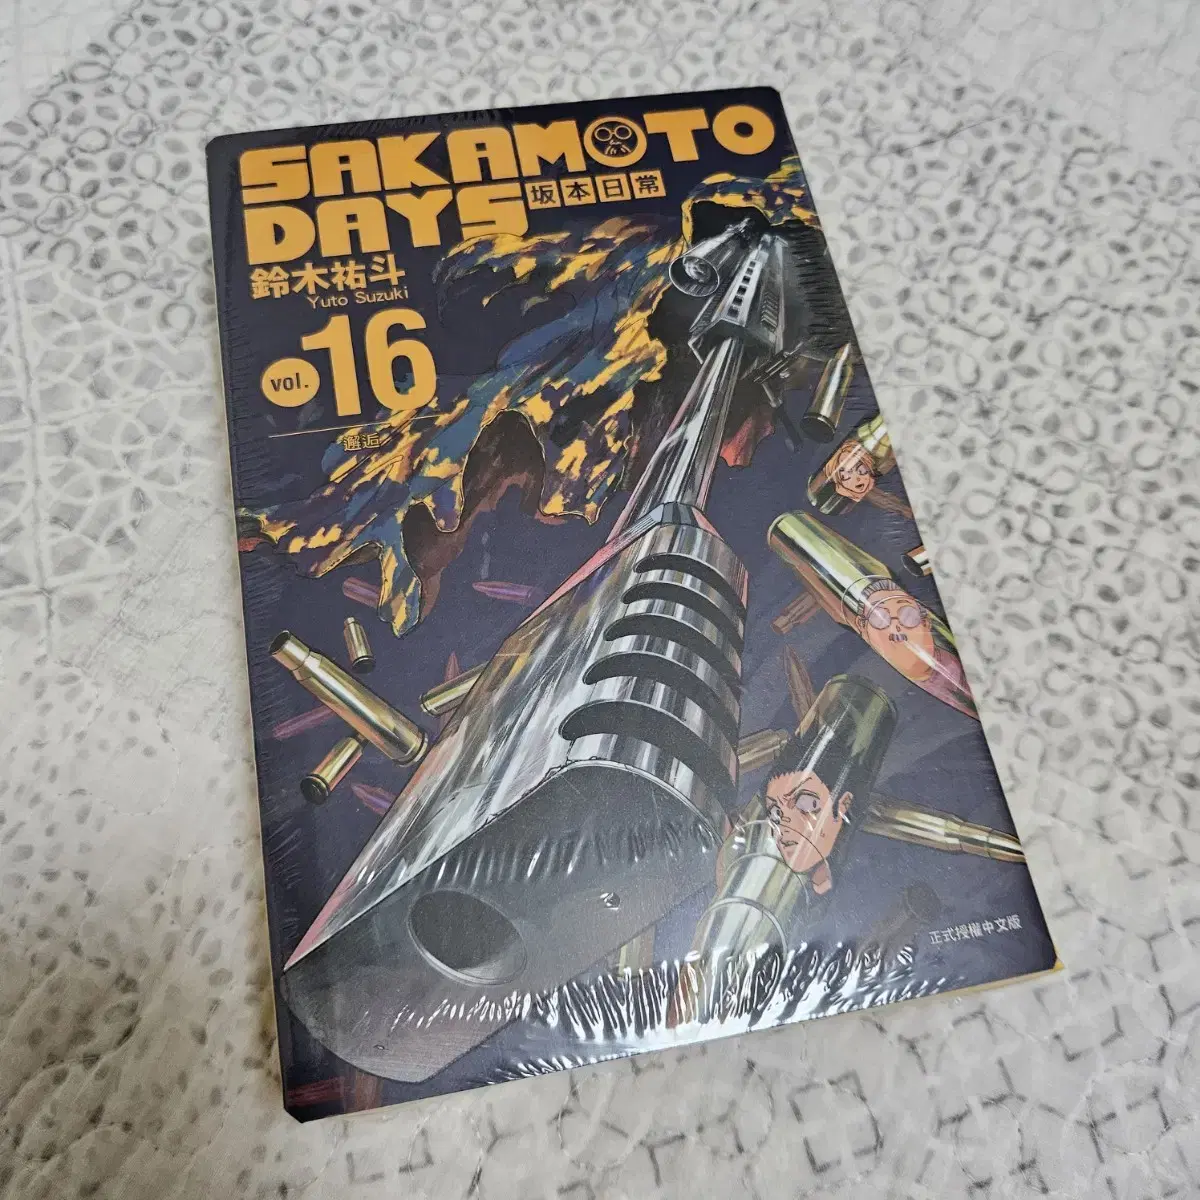 SAKAMOTO
DAYS
坂本日常
鈴木祐斗
Yuto Suzuki
vol.16
邂逅
正式授權中文版